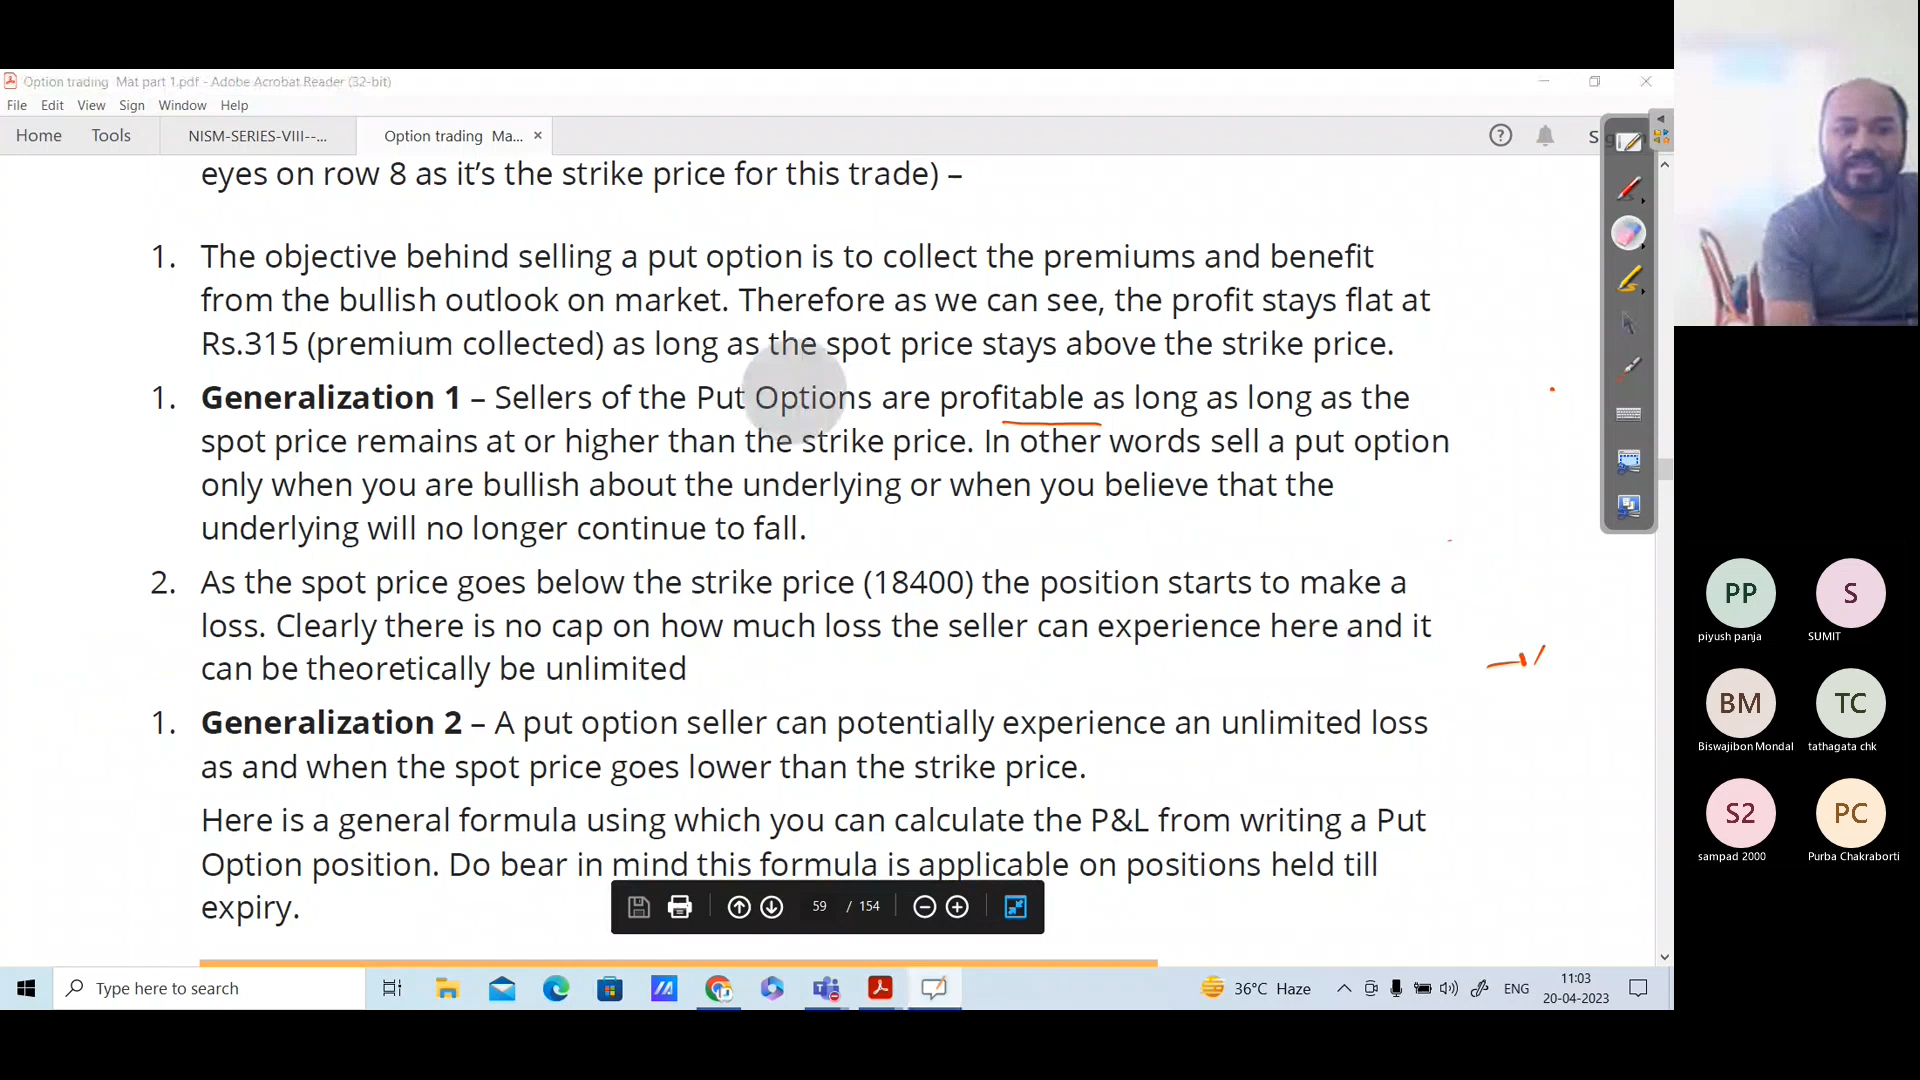 Option trading Mat part 1.pdf - Adobe Acrobat Reader (32-bit)
File Edit View Sign Window Help
Home Tools NISM-SERIES-VIII--... Option trading Ma... ×
eyes on row 8 as it’s the strike price for this trade) –
1. The objective behind selling a put option is to collect the premiums and benefit
from the bullish outlook on market. Therefore as we can see, the profit stays flat at
Rs.315 (premium collected) as long as the spot price stays above the strike price.
1. Generalization 1 – Sellers of the Put Options are profitable as long as long as the
spot price remains at or higher than the strike price. In other words sell a put option
only when you are bullish about the underlying or when you believe that the
underlying will no longer continue to fall.
2. As the spot price goes below the strike price (18400) the position starts to make a
loss. Clearly there is no cap on how much loss the seller can experience here and it
can be theoretically be unlimited
1. Generalization 2 – A put option seller can potentially experience an unlimited loss
as and when the spot price goes lower than the strike price.
Here is a general formula using which you can calculate the P&L from writing a Put
Option position. Do bear in mind this formula is applicable on positions held till
expiry.
59 / 154
PP S
piyush panja SUMIT
BM TC
Biswajibon Mondal tathagata chk
S2 PC
sampad 2000 Purba Chakraborti
Type here to search
36°C Haze
ENG
11:03
20-04-2023